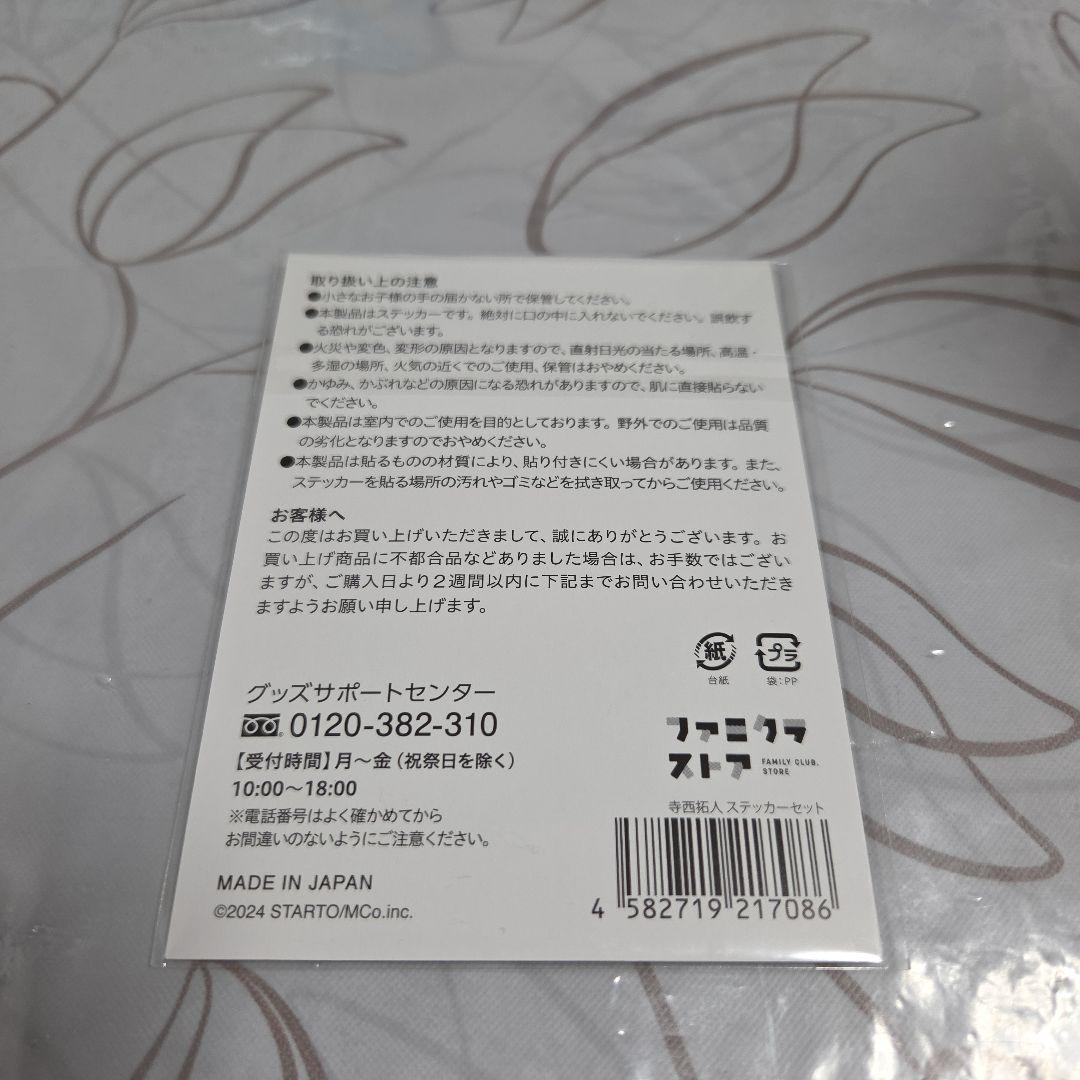 取り扱い上の注意
●小さなお子様の手の届かない所で保管してください。
●本製品はステッカーです。絶対に口の中に入れないでください。誤飲す
る恐れがございます。
●火災や変色、変形の原因となりますので、直射日光の当たる場所、高温・
多湿の場所、火気の近くでのご使用、保管はおやめください。
●かゆみ、かぶれなどの原因になる恐れがありますので、肌に直接貼らない
でください。
●本製品は室内でのご使用を目的としております。野外でのご使用は品質
の劣化となりますのでおやめください。
●本製品は貼るものの材質により、貼り付きにくい場合があります。また、
ステッカーを貼る場所の汚れやゴミなどを拭き取ってからご使用ください。
お客様へ
この度はお買い上げいただきまして、誠にありがとうございます。お
買い上げ商品に不都合品などありました場合は、お手数ではござい
ますが、ご購入日より2週間以内に下記までお問い合わせいただき
ますようお願い申し上げます。
紙
台紙
プラ
袋:PP
グッズサポートセンター
0120-382-310
【受付時間】月～金(祝祭日を除く)
10:00～18:00
※電話番号はよく確かめてから
お間違いのないようにご注意ください。
MADE IN JAPAN
©2024 STARTO/MCo.inc.
ファミクラ
ストア
FAMILY CLUB.
STORE
寺西拓人 ステッカーセット
4 582719 217086